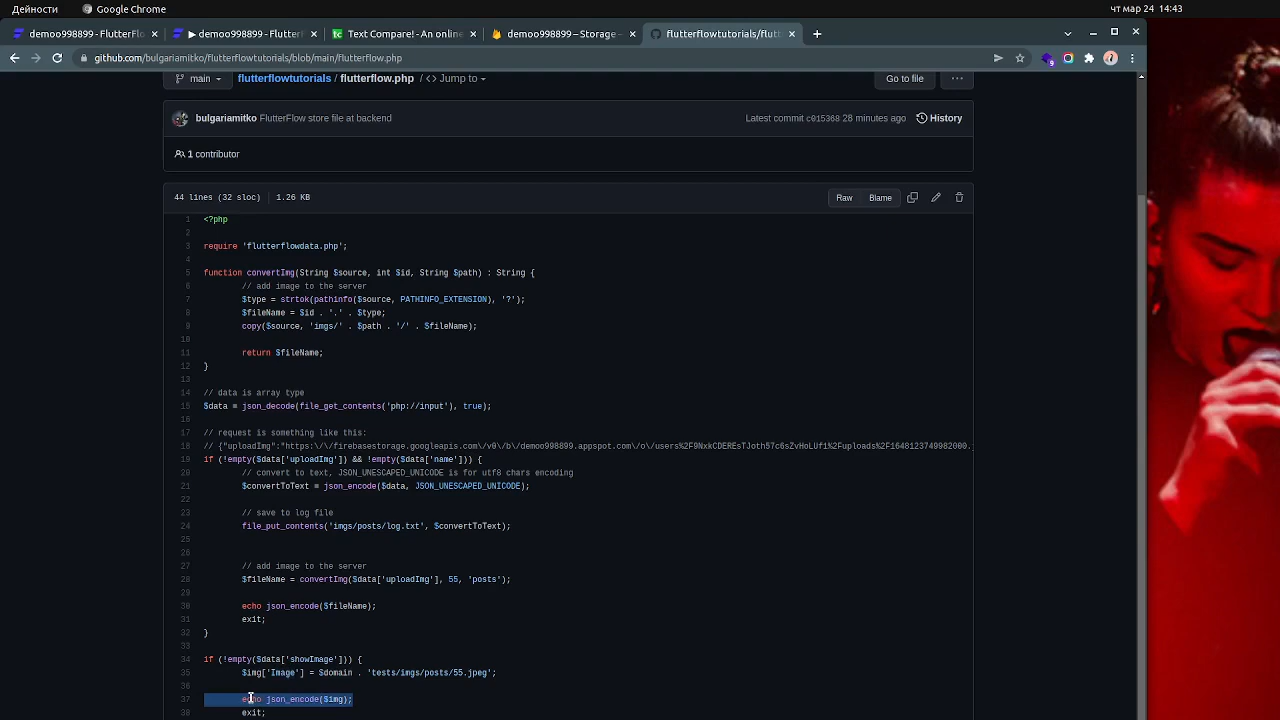 Дейности
Google Chrome
чт мар 24 14:43
demoo998899 - FlutterFlo
▶ demoo998899 - Flutterf
Text Compare! - An online
demoo998899 – Storage –
flutterflowtutorials/flutt
github.com/bulgariamitko/flutterflowtutorials/blob/main/flutterflow.php
9
main
flutterflowtutorials / flutterflow.php / <> Jump to
Go to file
...
bulgariamitko FlutterFlow store file at backend
Latest commit c015368 28 minutes ago
History
1 contributor
44 lines (32 sloc) | 1.26 KB
Raw
Blame
1 <?php
2
3 require 'flutterflowdata.php';
4
5 function convertImg(String $source, int $id, String $path) : String {
6 // add image to the server
7 $type = strtok(pathinfo($source, PATHINFO_EXTENSION), '?');
8 $fileName = $id . '.' . $type;
9 copy($source, 'imgs/' . $path . '/' . $fileName);
10
11 return $fileName;
12 }
13
14 // data is array type
15 $data = json_decode(file_get_contents('php://input'), true);
16
17 // request is something like this:
18 // {"uploadImg":"https:\/\/firebasestorage.googleapis.com\/v0\/b\/demoo998899.appspot.com\/o\/users%2F9NxkCDEREsTJoth57c6sZvHoLUf1%2Fuploads%2F1648123749982000.j
19 if (!empty($data['uploadImg']) && !empty($data['name'])) {
20 // convert to text, JSON_UNESCAPED_UNICODE is for utf8 chars encoding
21 $convertToText = json_encode($data, JSON_UNESCAPED_UNICODE);
22
23 // save to log file
24 file_put_contents('imgs/posts/log.txt', $convertToText);
25
26
27 // add image to the server
28 $fileName = convertImg($data['uploadImg'], 55, 'posts');
29
30 echo json_encode($fileName);
31 exit;
32 }
33
34 if (!empty($data['showImage'])) {
35 $img['Image'] = $domain . 'tests/imgs/posts/55.jpeg';
36
37 echo json_encode($img);
38 exit;